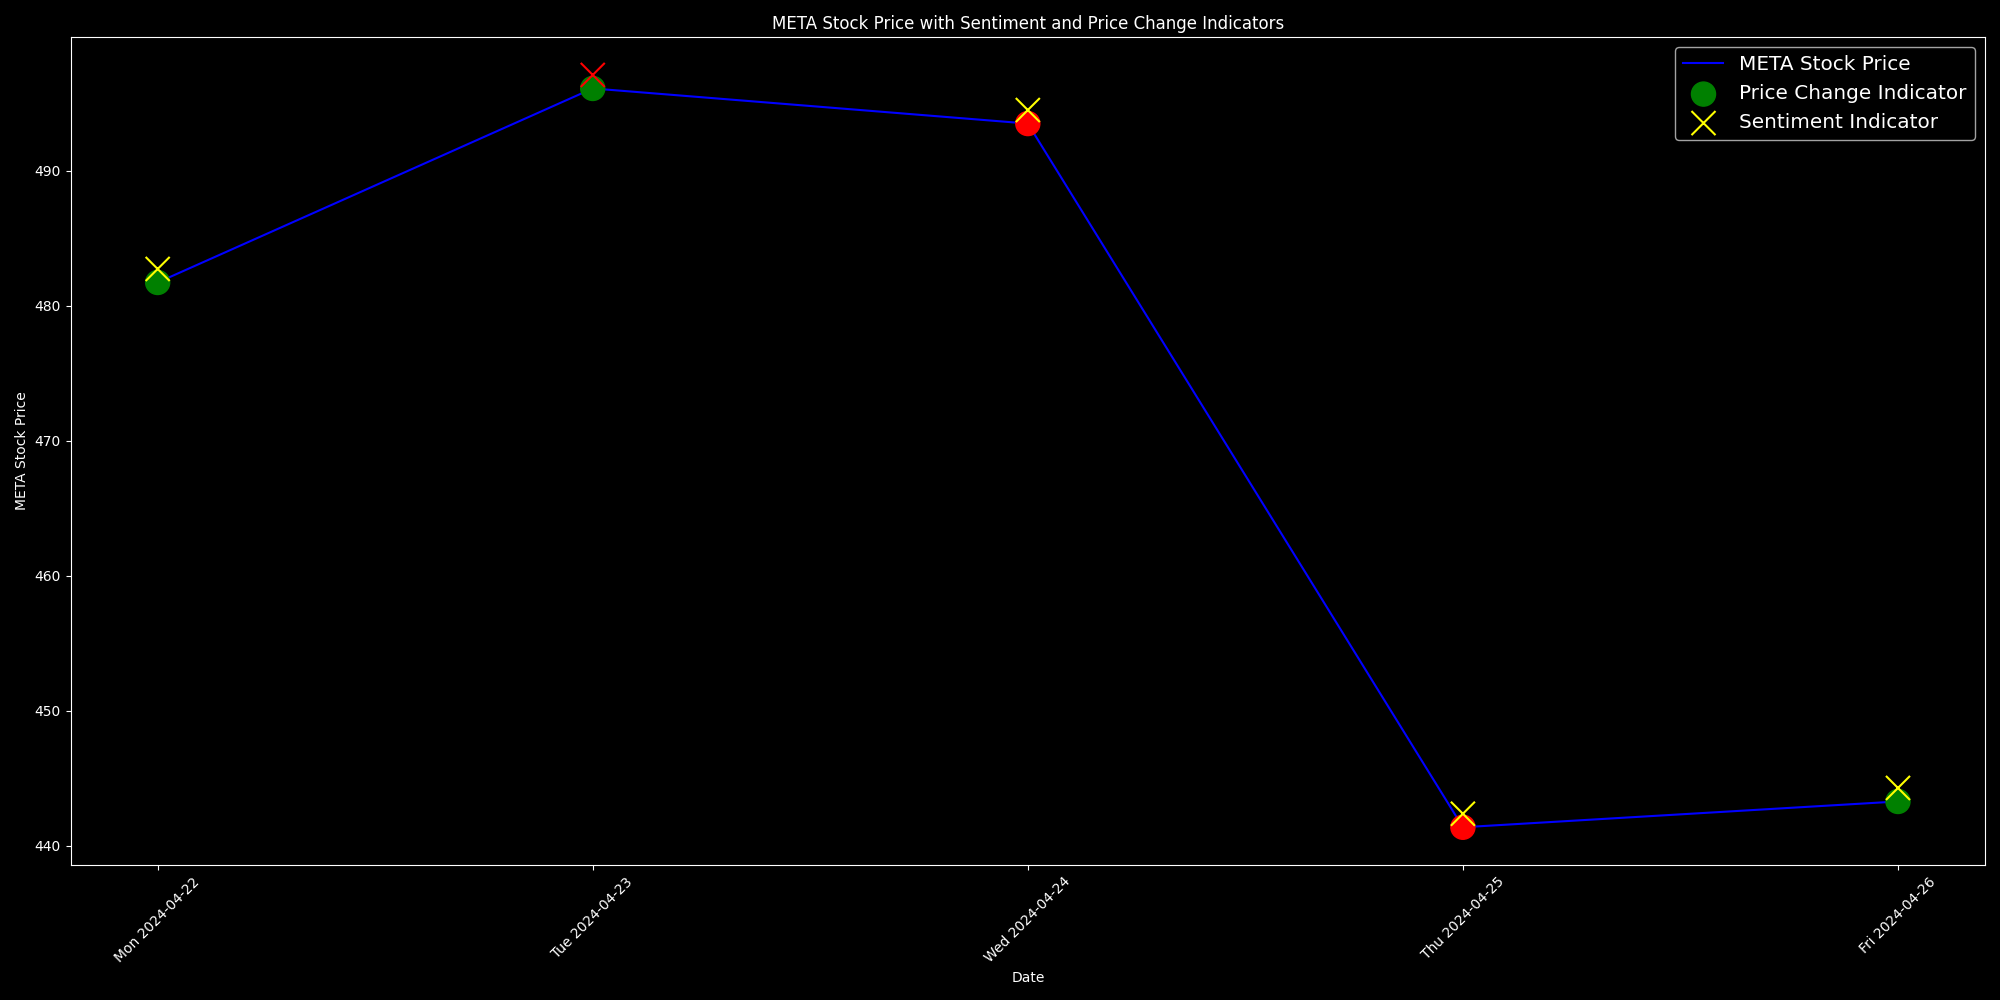 META Stock Price with Sentiment and Price Change Indicators
META Stock Price
Price Change Indicator
Sentiment Indicator
META Stock Price
490
480
470
460
450
440
Mon 2024-04-22
Tue 2024-04-23
Wed 2024-04-24
Thu 2024-04-25
Fri 2024-04-26
Date